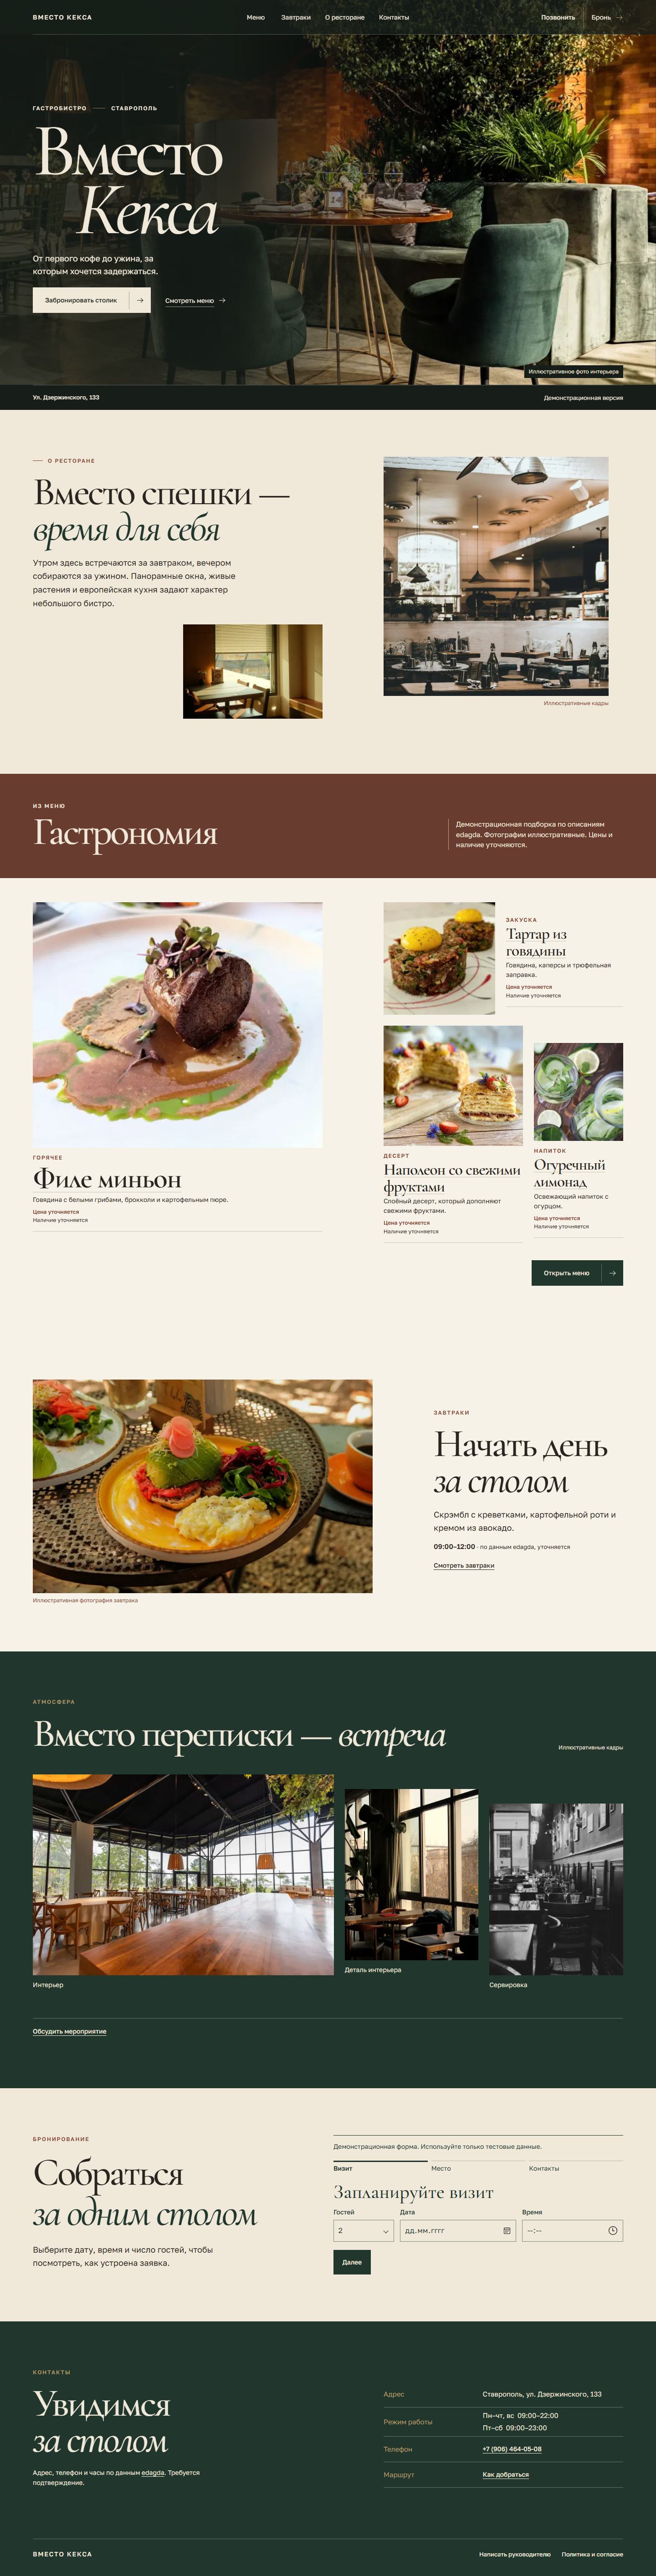 ВМЕСТО КЕКСА
Меню
Завтраки
О ресторане
Контакты
Позвонить
Бронь →
ГАСТРОБИСТРО — СТАВРОПОЛЬ
Вместо
Кекса
От первого кофе до ужина, за
которым хочется задержаться.
Забронировать столик →
Смотреть меню →
Иллюстративное фото интерьера
Ул. Дзержинского, 133
Демонстрационная версия
О РЕСТОРАНЕ
Вместо спешки —
время для себя
Утром здесь встречаются за завтраком, вечером
собираются за ужином. Панорамные окна, живые
растения и европейская кухня задают характер
небольшого бистро.
Иллюстративные кадры
ИЗ МЕНЮ
Гастрономия
Демонстрационная подборка по описаниям
edagda. Фотографии иллюстративные. Цены и
наличие уточняются.
ГОРЯЧЕЕ
Филе миньон
Говядина с белыми грибами, брокколи и картофельным пюре.
Цена уточняется
Наличие уточняется
ЗАКУСКА
Тартар из
говядины
Говядина, каперсы и трюфельная
заправка.
Цена уточняется
Наличие уточняется
ДЕСЕРТ
Наполеон со свежими
фруктами
Слоёный десерт, который дополняют
свежими фруктами.
Цена уточняется
Наличие уточняется
НАПИТОК
Огуречный
лимонад
Освежающий напиток с
огурцом.
Цена уточняется
Наличие уточняется
Открыть меню →
ЗАВТРАКИ
Начать день
за столом
Скрэмбл с креветками, картофельной роти и
кремом из авокадо.
09:00–12:00 · по данным edagda, уточняется
Смотреть завтраки
Иллюстративная фотография завтрака
АТМОСФЕРА
Вместо переписки — встреча
Иллюстративные кадры
Интерьер
Деталь интерьера
Сервировка
Обсудить мероприятие
БРОНИРОВАНИЕ
Собраться
за одним столом
Выберите дату, время и число гостей, чтобы
посмотреть, как устроена заявка.
Демонстрационная форма. Используйте только тестовые данные.
Визит
Место
Контакты
Запланируйте визит
Гостей
Дата
Время
2
дд.мм.гггг
--:--
Далее
КОНТАКТЫ
Увидимся
за столом
Адрес, телефон и часы по данным edagda. Требуется
подтверждение.
Адрес
Ставрополь, ул. Дзержинского, 133
Режим работы
Пн–чт, вс 09:00–22:00
Пт–сб 09:00–23:00
Телефон
+7 (906) 464-05-08
Маршрут
Как добраться
ВМЕСТО КЕКСА
Написать руководителю
Политика и согласие